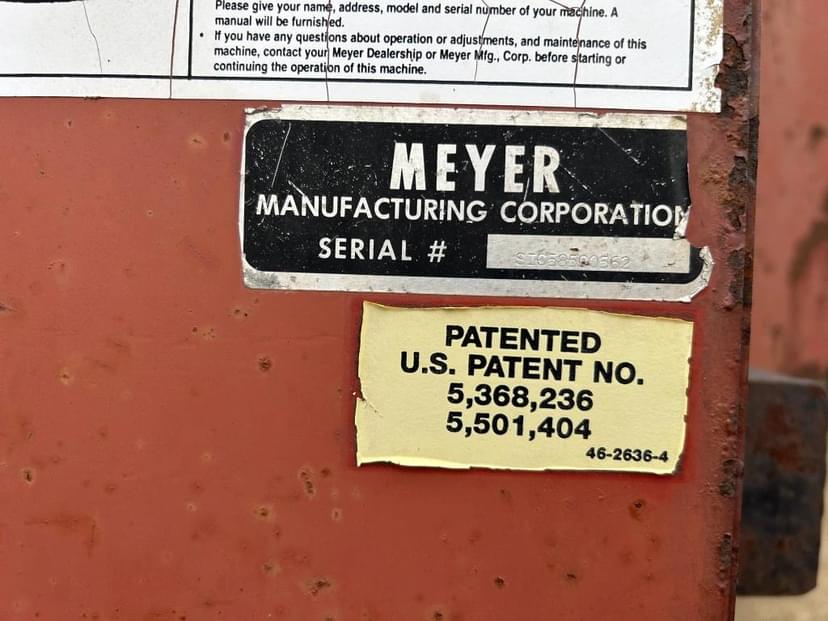 Please give your name, address, model and serial number of your machine. A
manual will be furnished.
• If you have any questions about operation or adjustments, and maintenance of this
machine, contact your Meyer Dealership or Meyer Mfg., Corp. before starting or
continuing the operation of this machine.
MEYER
MANUFACTURING CORPORATION
SERIAL #
PATENTED
U.S. PATENT NO.
5,368,236
5,501,404
46-2636-4